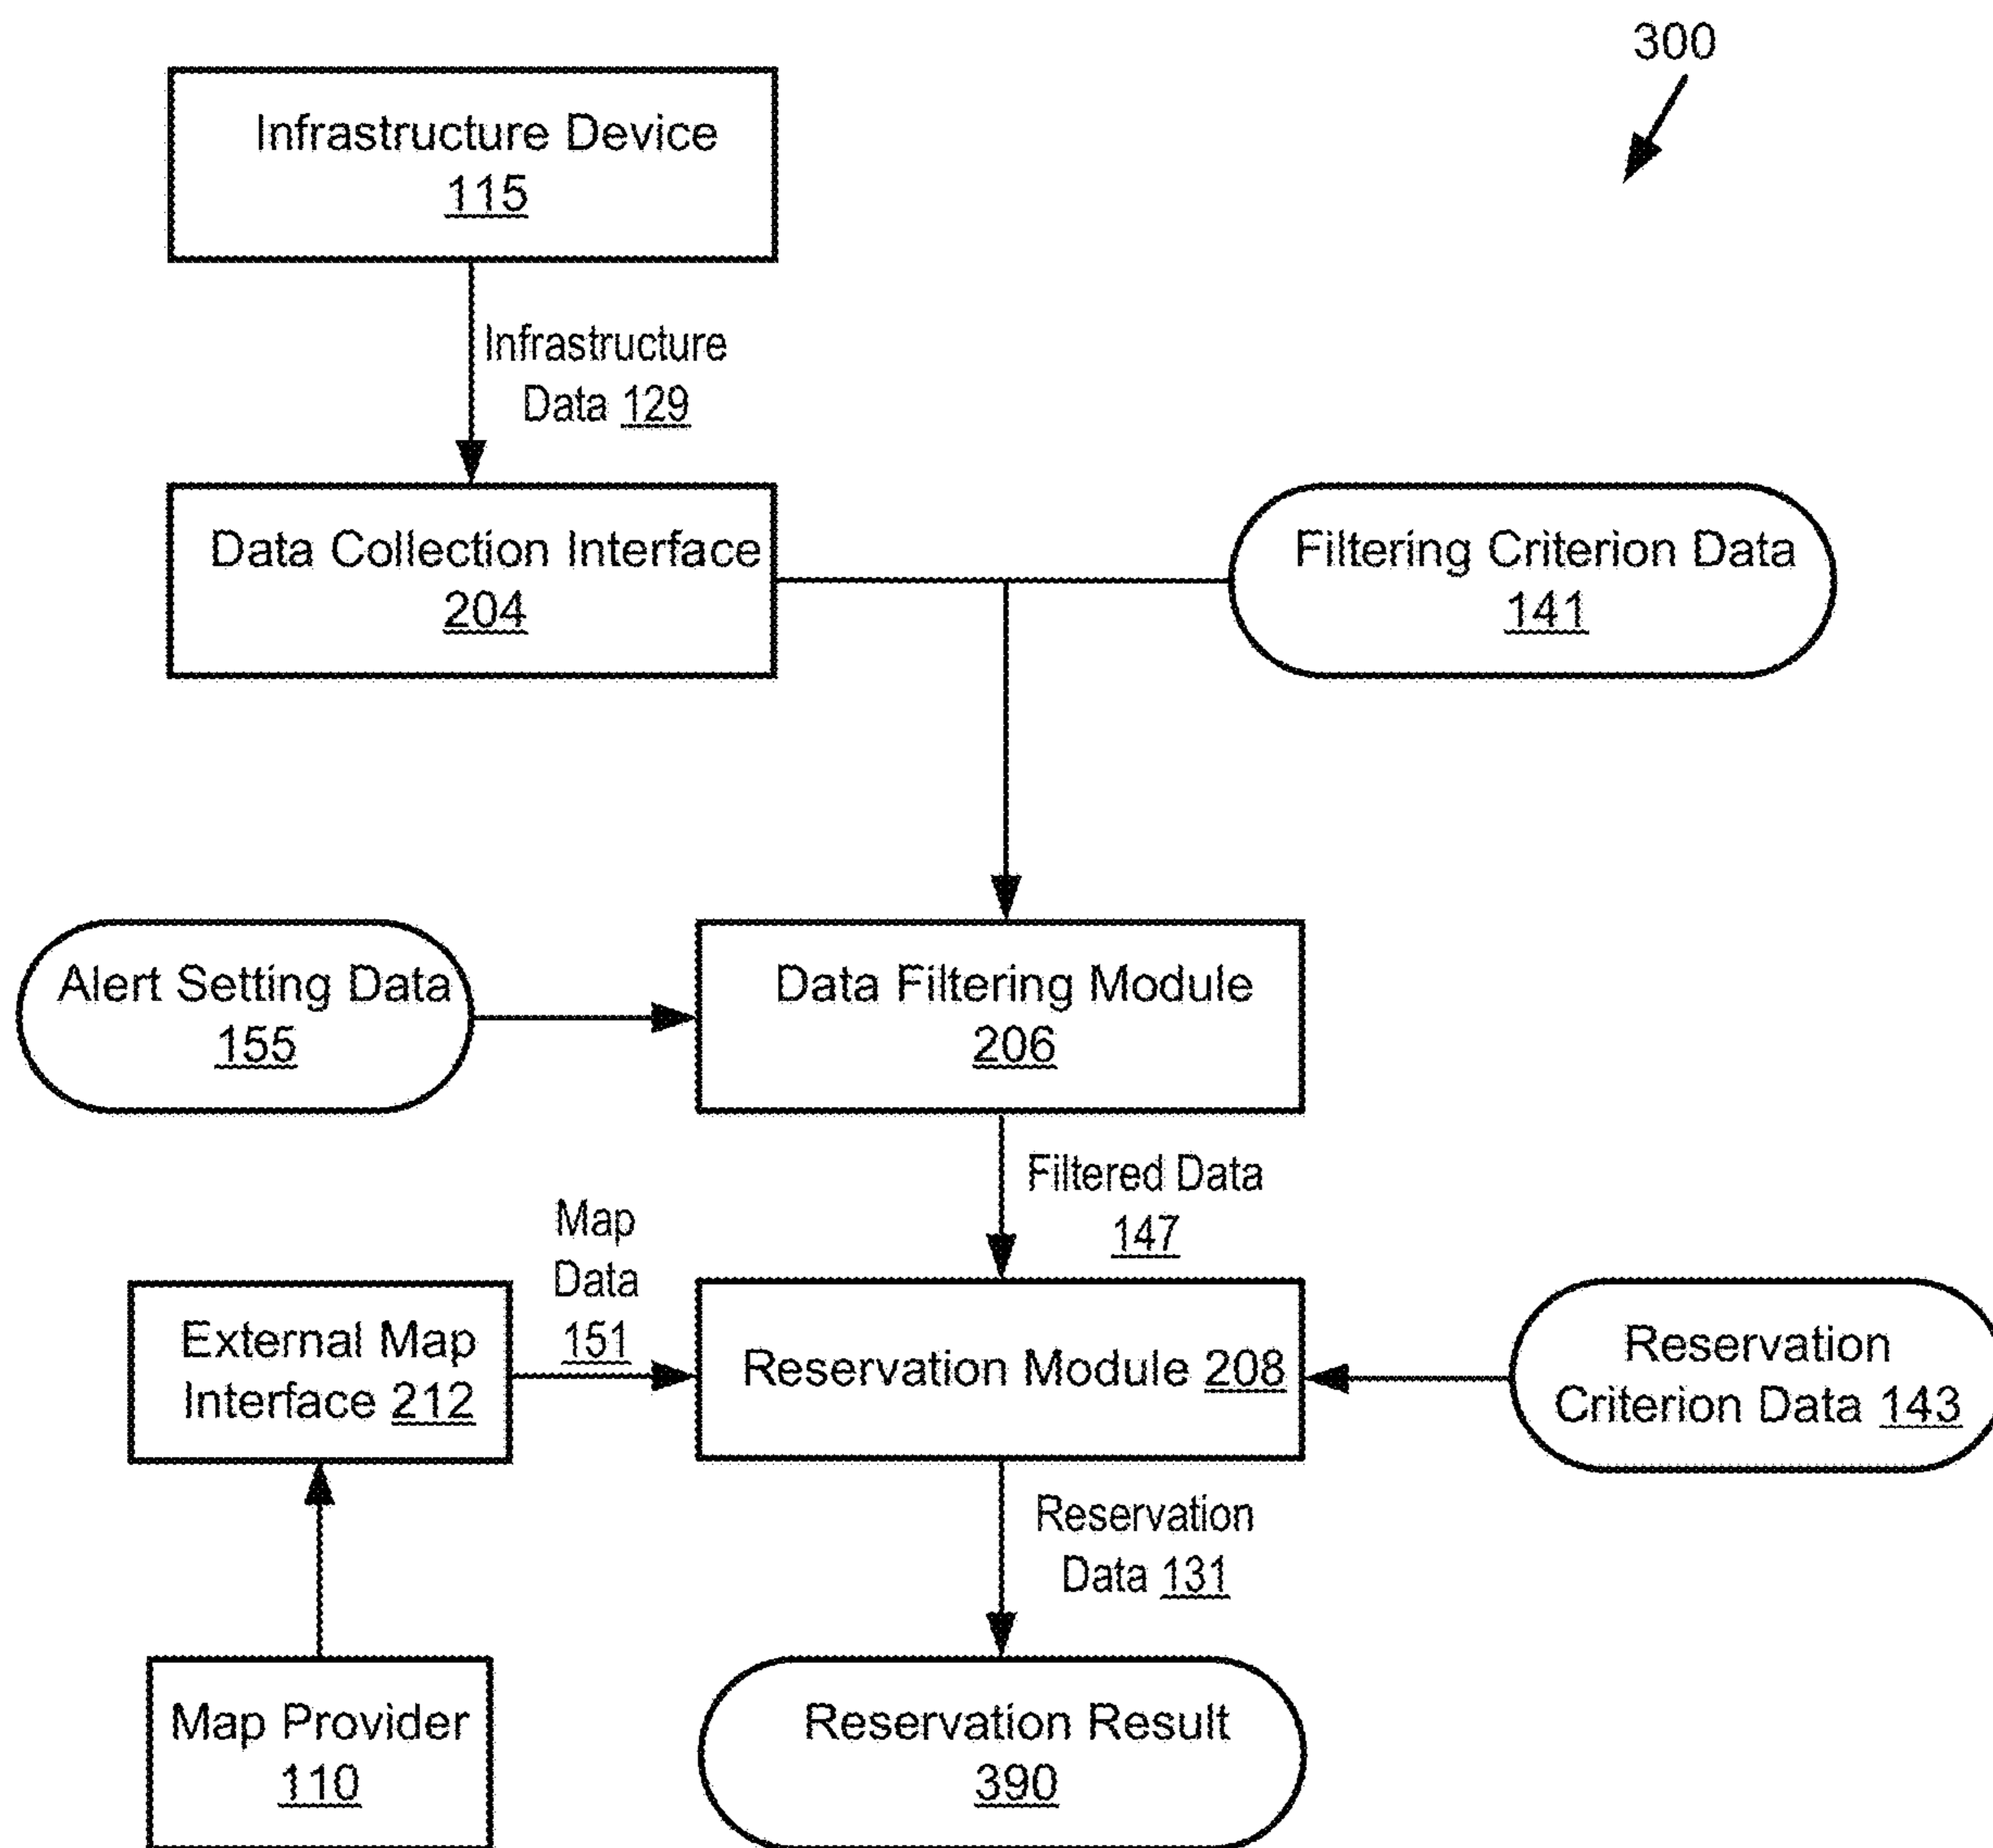 300
Infrastructure Device
115
Infrastructure
Data 129
Data Collection Interface
204
Filtering Criterion Data
141
Alert Setting Data
155
Data Filtering Module
206
Filtered Data
147
Map
Data
151
External Map
Interface 212
Reservation Module 208
Reservation
Criterion Data 143
Reservation
Data 131
Map Provider
110
Reservation Result
390